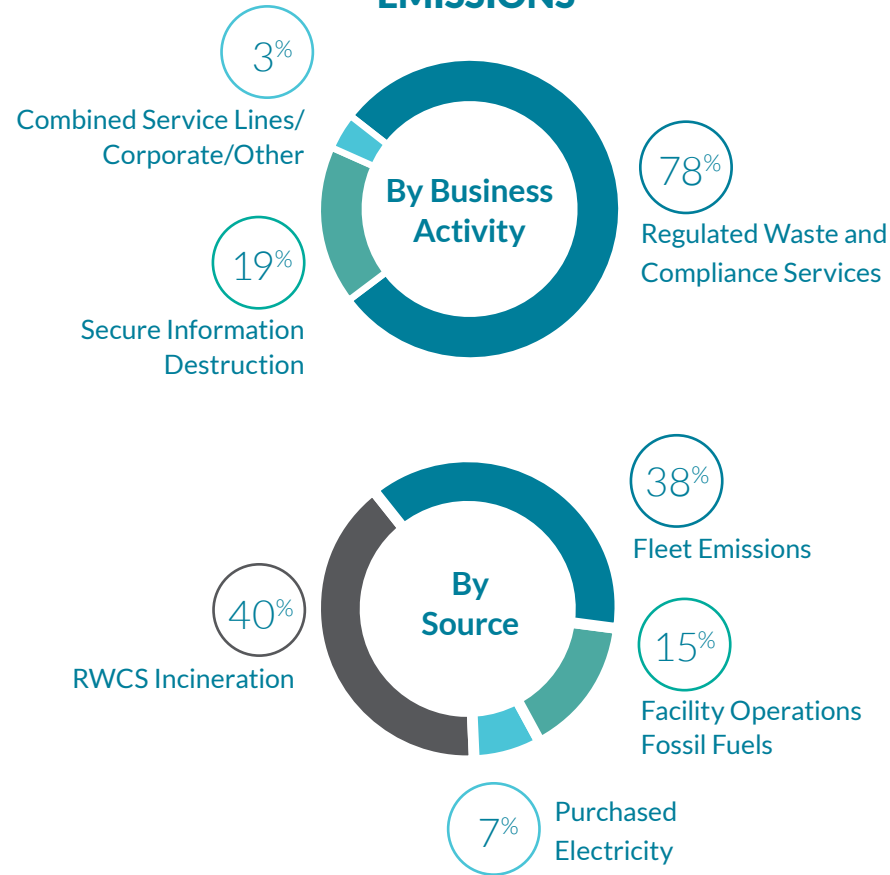 EMISSIONS
3%
Combined Service Lines/
Corporate/Other
By Business
Activity
78%
Regulated Waste and
Compliance Services
19%
Secure Information
Destruction
38%
Fleet Emissions
By
Source
40%
RWCS Incineration
15%
Facility Operations
Fossil Fuels
7%
Purchased
Electricity